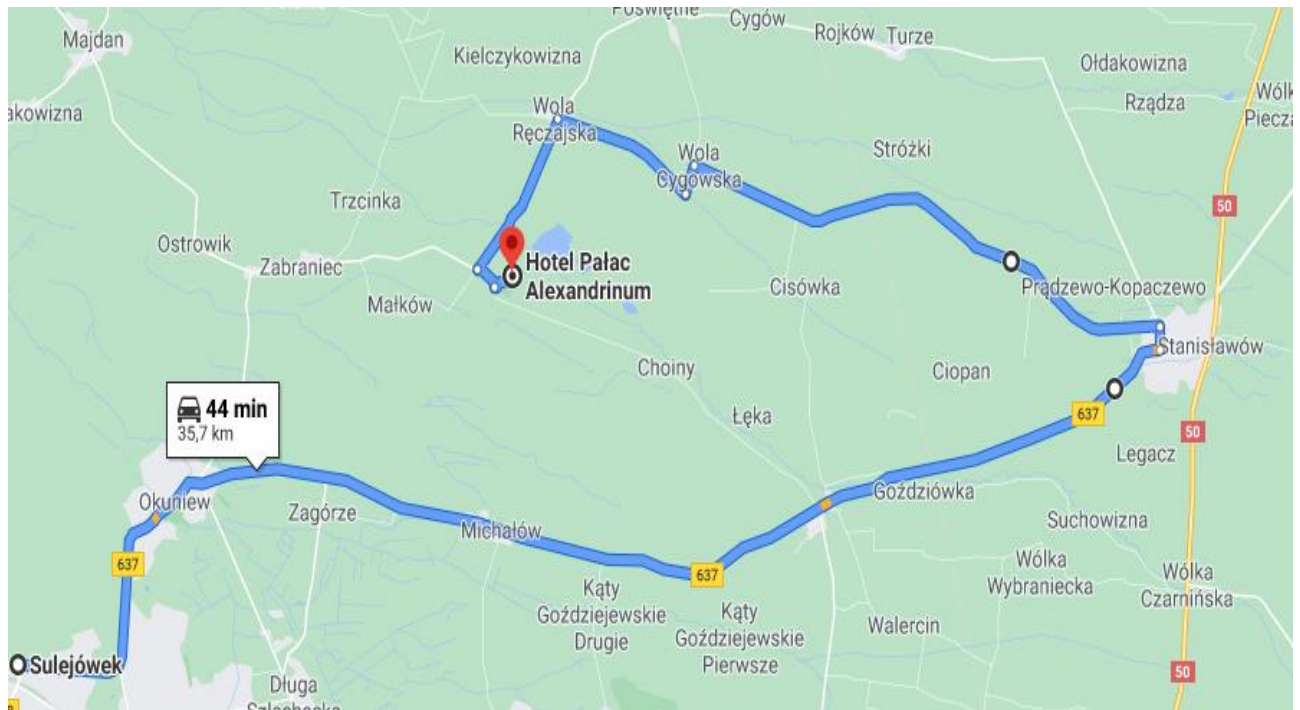 Poświętne
Cygów
Rojków
Turze
Majdan
Kielczykowizna
Ołdakowizna
Rządza
akowizna
Wola
Ręczajska
Stróżki
Wola
Cygowska
Trzcinka
50
Ostrowik
Zabraniec
Hotel Pałac
Alexandrinum
Małków
Cisówka
Prądzewo-Kopaczewo
Stanisławów
Choiny
Ciopan
44 min
35,7 km
Łęka
637
50
Legacz
Okuniew
Zagórze
Michałów
Goździówka
Suchowizna
637
637
Kąty
Goździejewskie
Drugie
Kąty
Goździejewskie
Pierwsze
Wólka
Wybraniecka
Wólka
Czarnińska
Walercin
Sulejówek
Długa
50